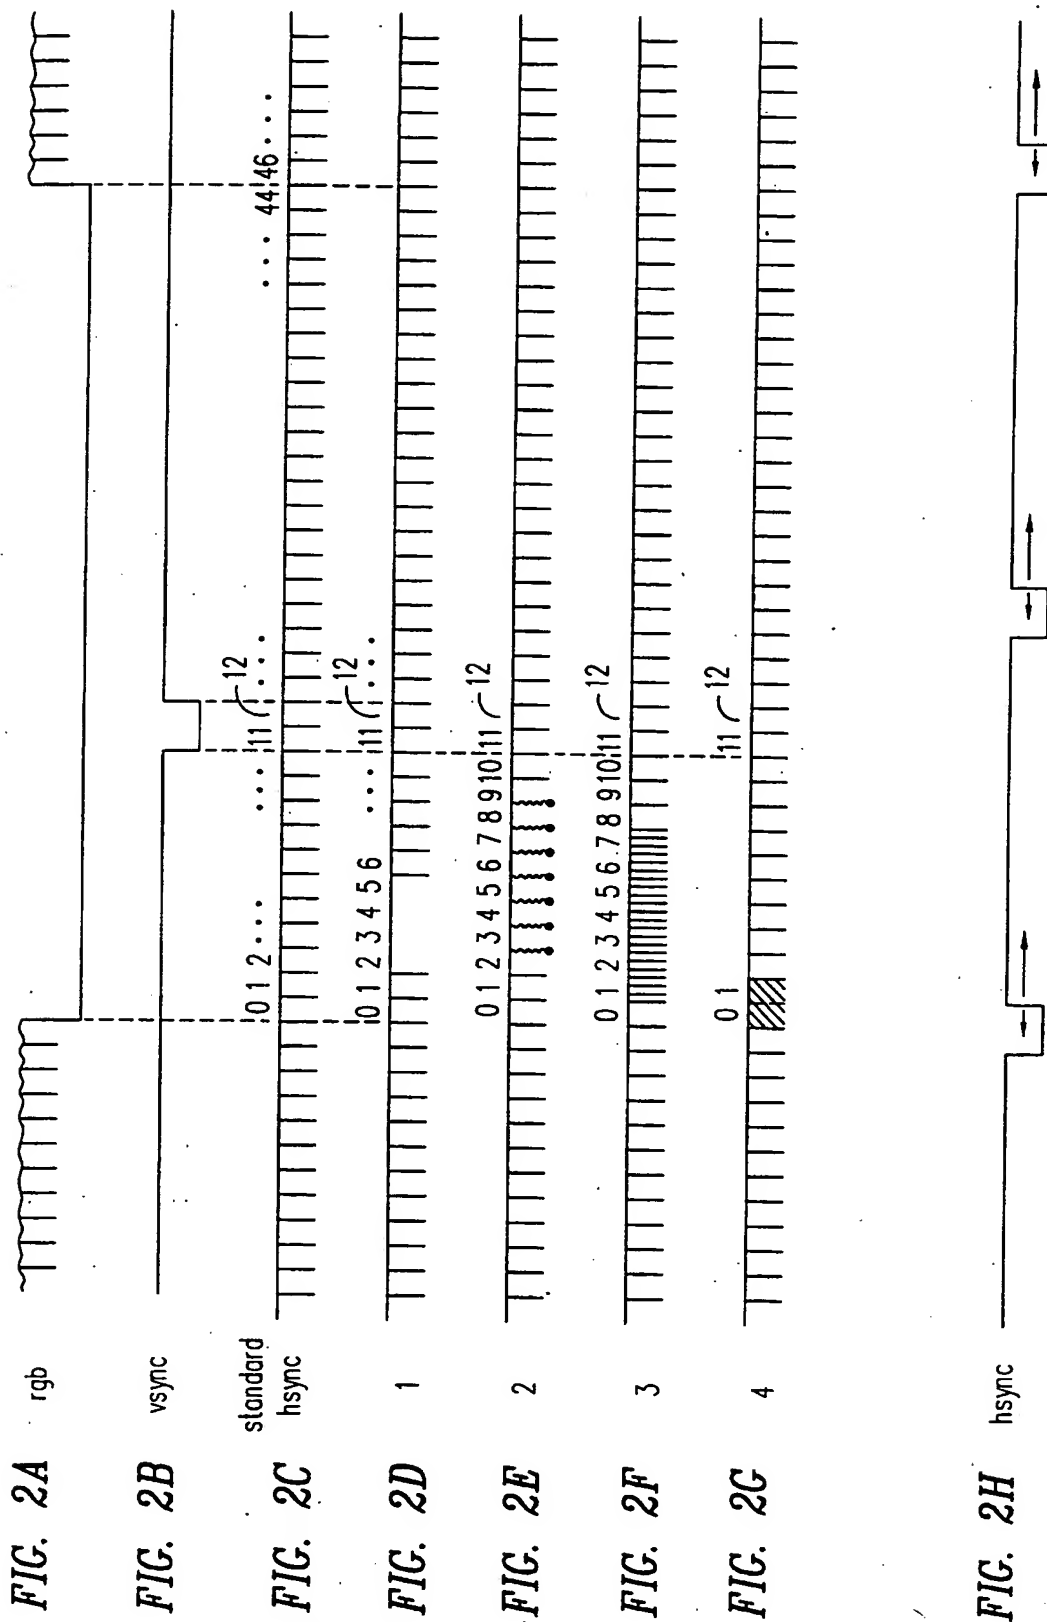 FIG. 2A rgb
FIG. 2B vsync
FIG. 2C standard hsync 0 1 2 ... ... 11 12 ... ... 44 46 ...
FIG. 2D 1 0 1 2 3 4 5 6 ... 11 12 ...
FIG. 2E 2 0 1 2 3 4 5 6 7 8 9 10 11 12
FIG. 2F 3 0 1 2 3 4 5 6 7 8 9 10 11 12
FIG. 2G 4 0 1 11 12
FIG. 2H hsync